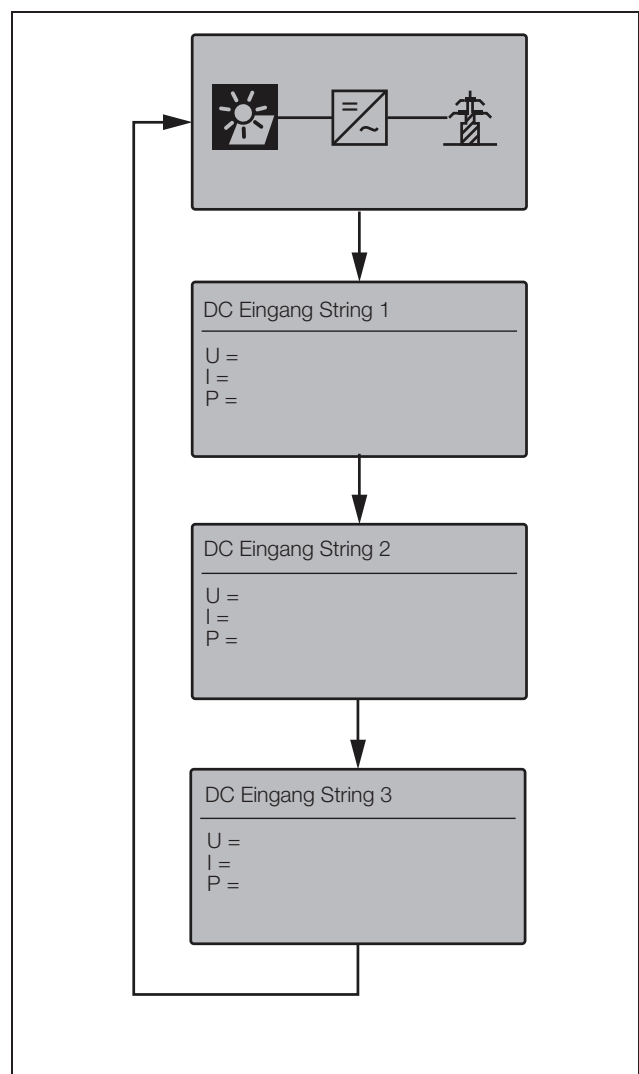 DC Eingang String 1
U =
I =
P =
DC Eingang String 2
U =
I =
P =
DC Eingang String 3
U =
I =
P =